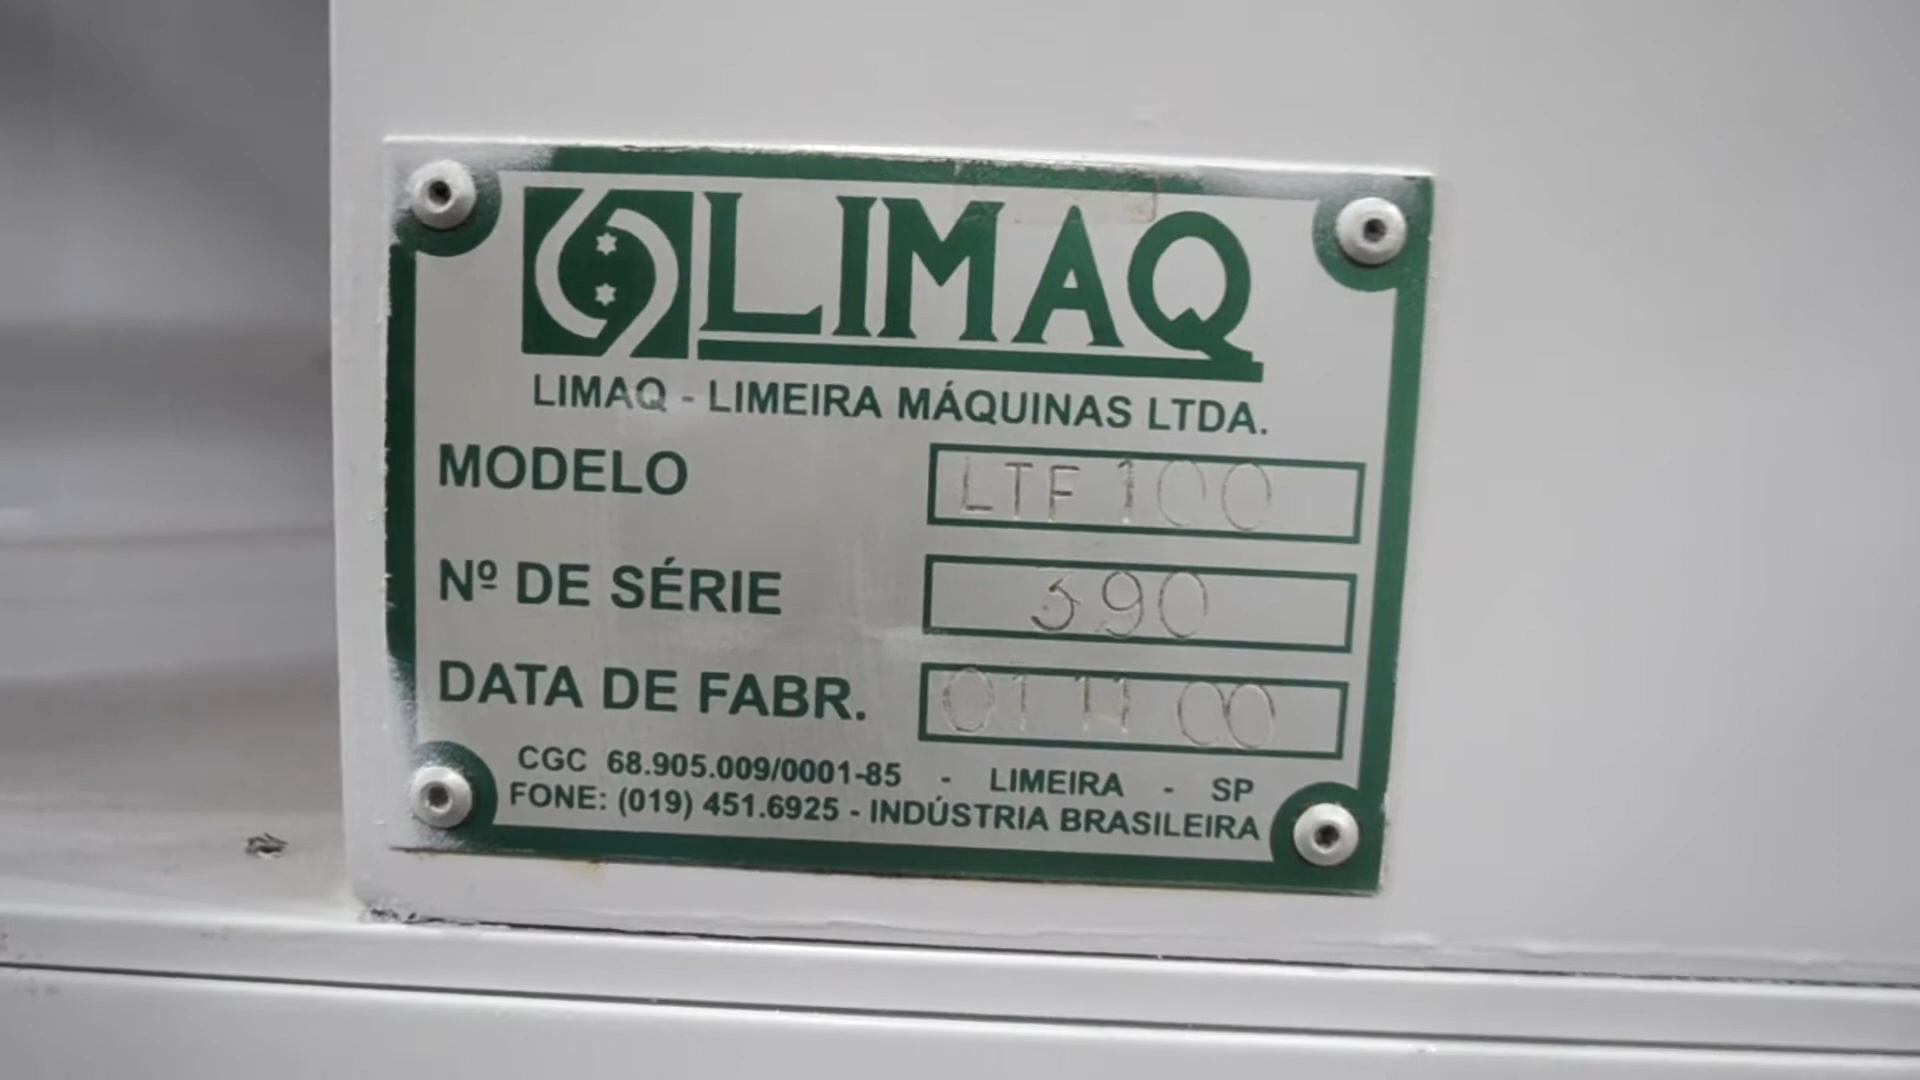 LIMAQ
LIMAQ - LIMEIRA MÁQUINAS LTDA.
MODELO LTF 100
Nº DE SÉRIE 390
DATA DE FABR. 01 11 00
CGC 68.905.009/0001-85 - LIMEIRA - SP
FONE: (019) 451.6925 - INDÚSTRIA BRASILEIRA